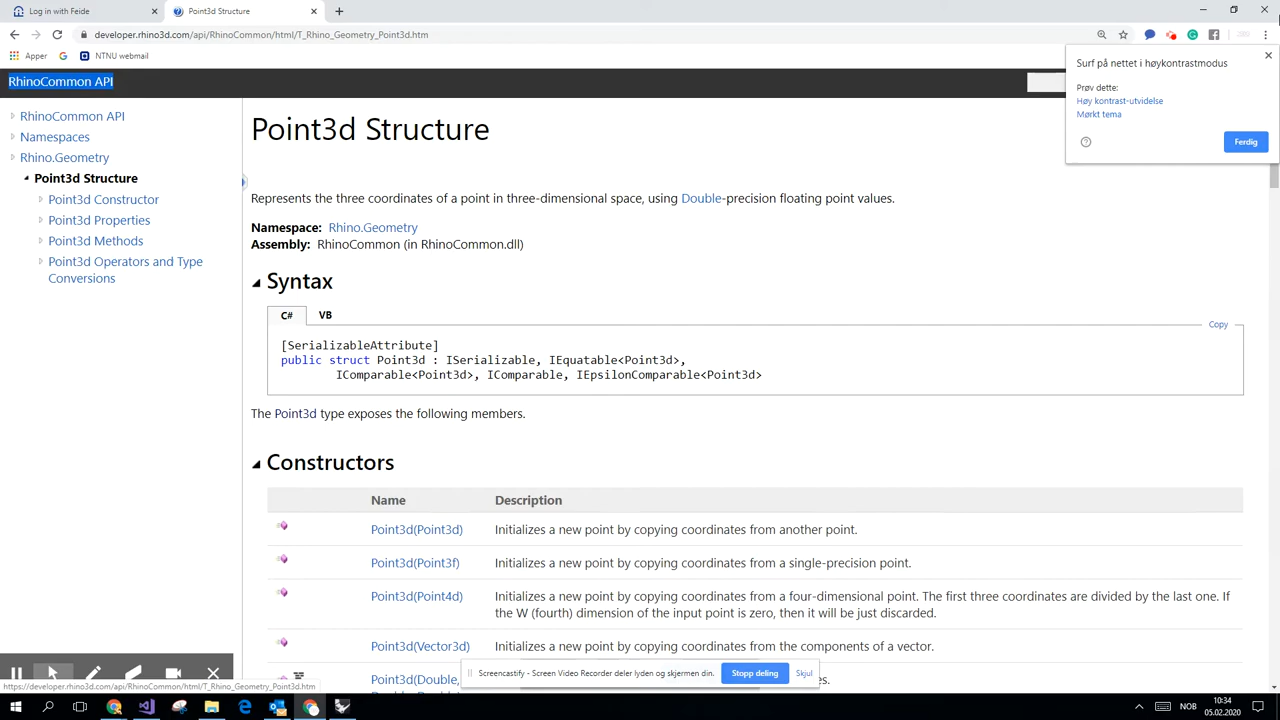 Log in with Feide
Point3d Structure
developer.rhino3d.com/api/RhinoCommon/html/T_Rhino_Geometry_Point3d.htm
Apper
NTNU webmail
RhinoCommon API
Surf på nettet i høykontrastmodus
Prøv dette:
Høy kontrast-utvidelse
Mørkt tema
Ferdig
RhinoCommon API
Namespaces
Rhino.Geometry
Point3d Structure
Point3d Constructor
Point3d Properties
Point3d Methods
Point3d Operators and Type
Conversions
Point3d Structure
Represents the three coordinates of a point in three-dimensional space, using Double-precision floating point values.
Namespace: Rhino.Geometry
Assembly: RhinoCommon (in RhinoCommon.dll)
Syntax
C# VB
Copy
[SerializableAttribute]
public struct Point3d : ISerializable, IEquatable<Point3d>,
IComparable<Point3d>, IComparable, IEpsilonComparable<Point3d>
The Point3d type exposes the following members.
Constructors
Name Description
Point3d(Point3d) Initializes a new point by copying coordinates from another point.
Point3d(Point3f) Initializes a new point by copying coordinates from a single-precision point.
Point3d(Point4d) Initializes a new point by copying coordinates from a four-dimensional point. The first three coordinates are divided by the last one. If
the W (fourth) dimension of the input point is zero, then it will be just discarded.
Point3d(Vector3d) Initializes a new point by copying coordinates from the components of a vector.
Point3d(Double,
Screencastify - Screen Video Recorder deler lyden og skjermen din.
Stopp deling
Skjul
https://developer.rhino3d.com/api/RhinoCommon/html/T_Rhino_Geometry_Point3d.htm
NOB
10:34
05.02.2020